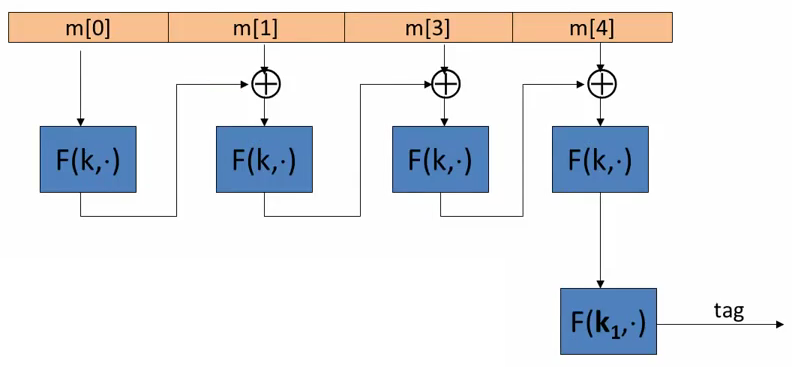 m[0] m[1] m[3] m[4]
F(k,·) F(k,·) F(k,·) F(k,·)
F(k₁,·) tag